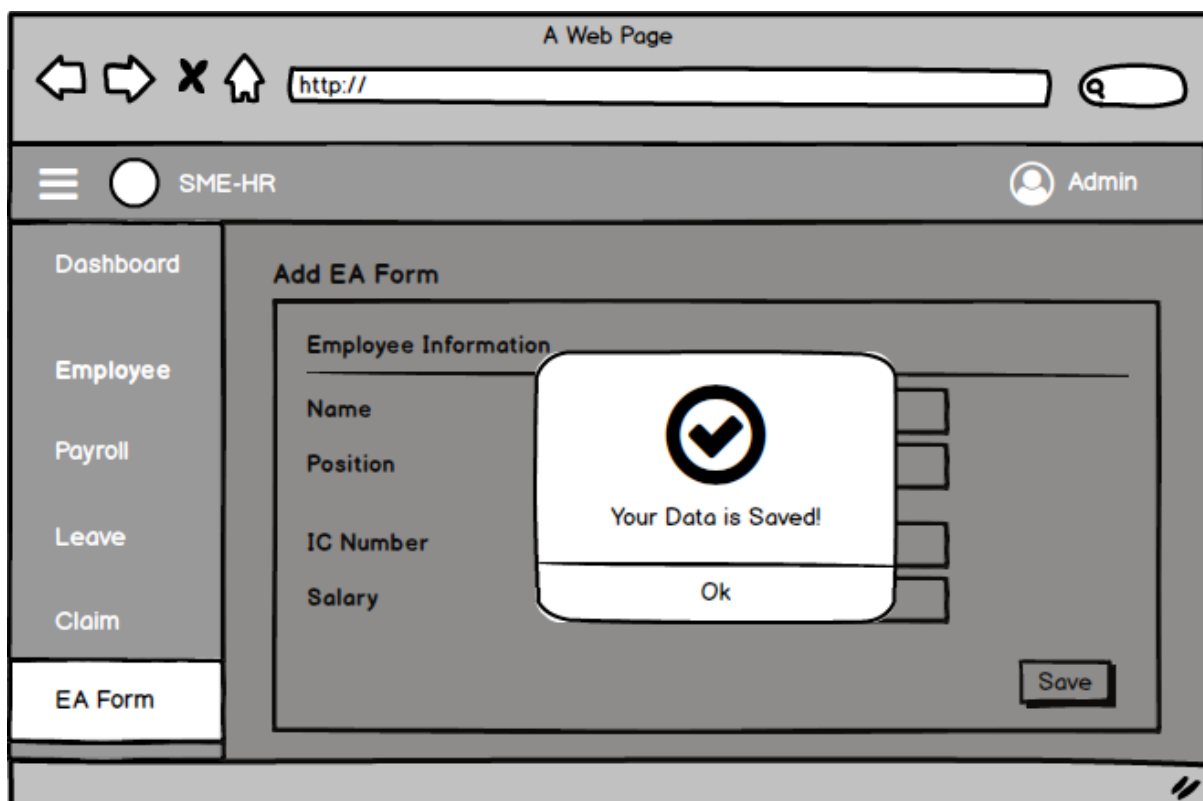 A Web Page
http://
SME-HR
Admin
Dashboard
Employee
Payroll
Leave
Claim
EA Form
Add EA Form
Employee Information
Name
Position
IC Number
Salary
Your Data is Saved!
Ok
Save